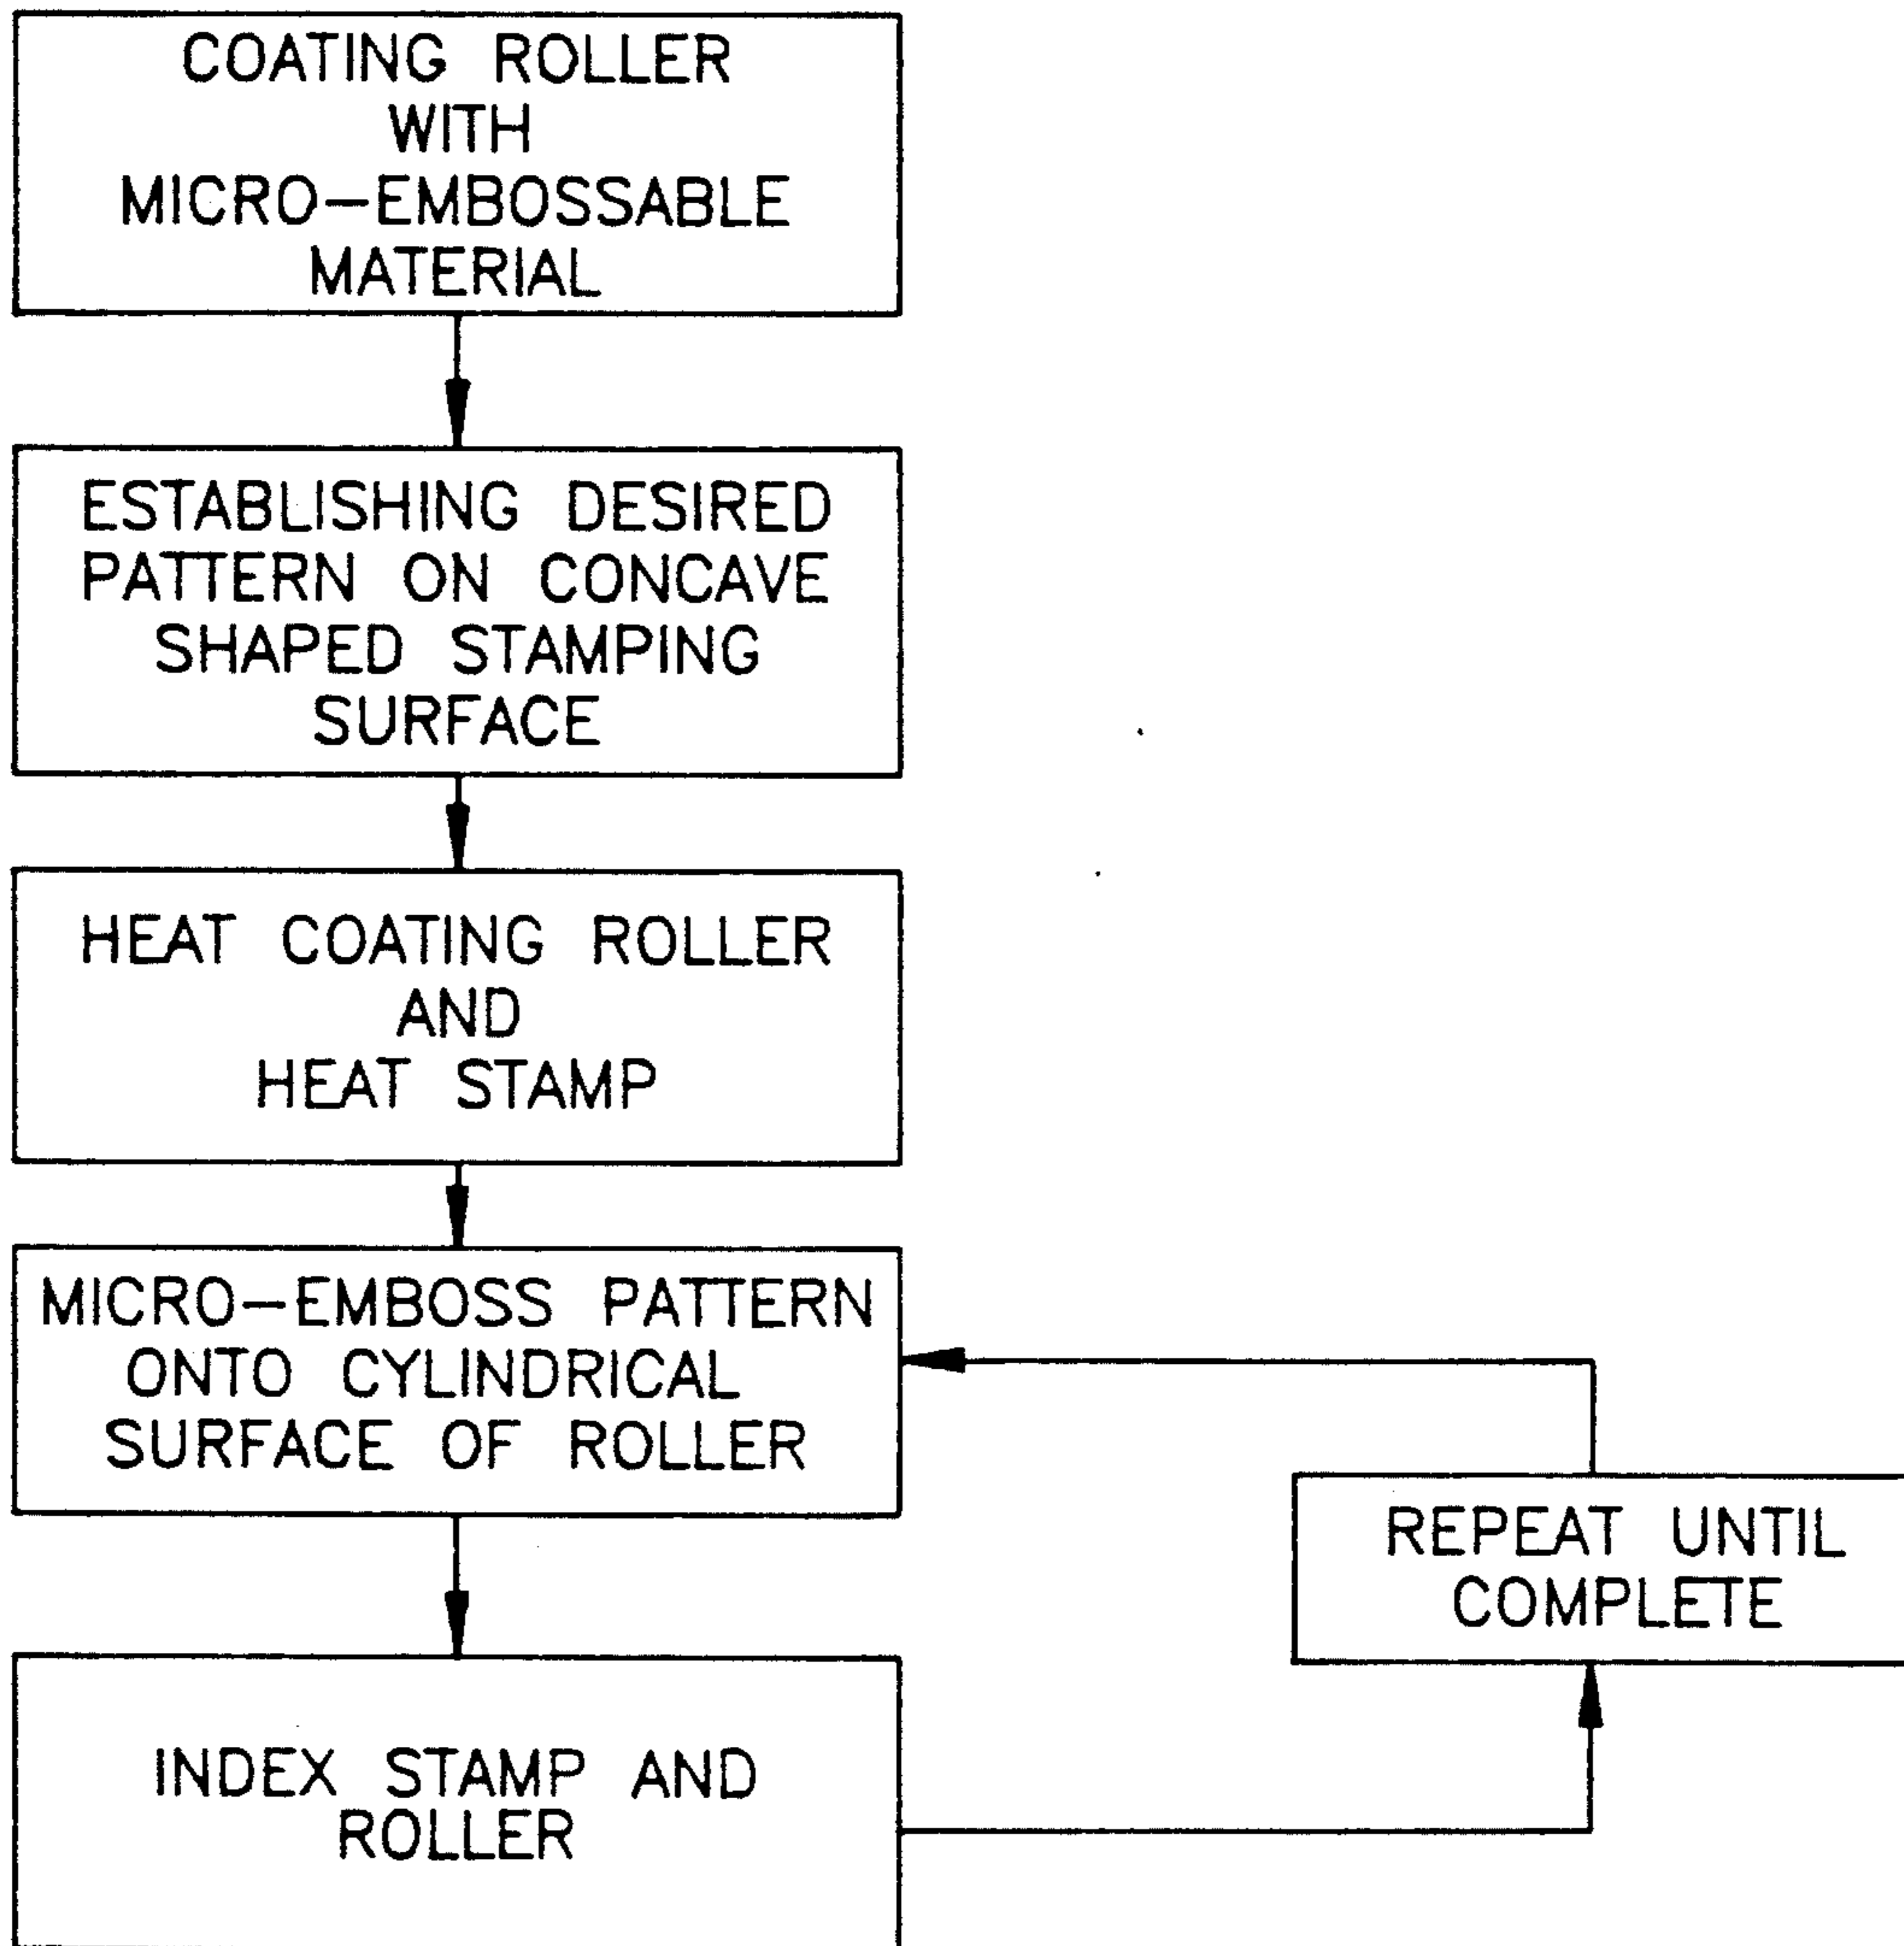 COATING ROLLER
WITH
MICRO-EMBOSSABLE
MATERIAL
ESTABLISHING DESIRED
PATTERN ON CONCAVE
SHAPED STAMPING
SURFACE
HEAT COATING ROLLER
AND
HEAT STAMP
MICRO-EMBOSS PATTERN
ONTO CYLINDRICAL
SURFACE OF ROLLER
REPEAT UNTIL
COMPLETE
INDEX STAMP AND
ROLLER